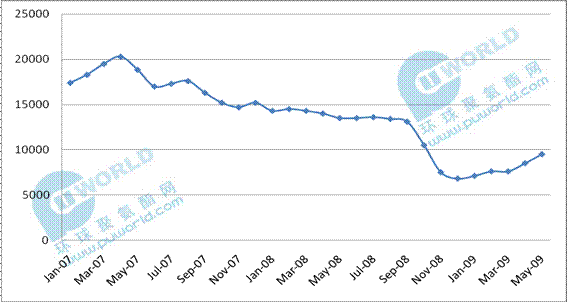 25000
20000
15000
10000
5000
0
Jan-07
Mar-07
May-07
Jul-07
Sep-07
Nov-07
Jan-08
Mar-08
May-08
Jul-08
Sep-08
Nov-08
Jan-09
Mar-09
May-09
U WORLD
环球聚氨酯网
www.puworld.com
U WORLD
环球聚氨酯网
www.puworld.com